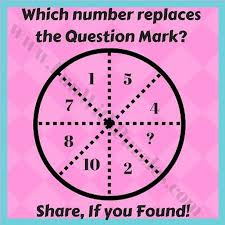 Which number replaces
the Question Mark?
1 5
7 4
8 ?
10 2
Share, If you Found!